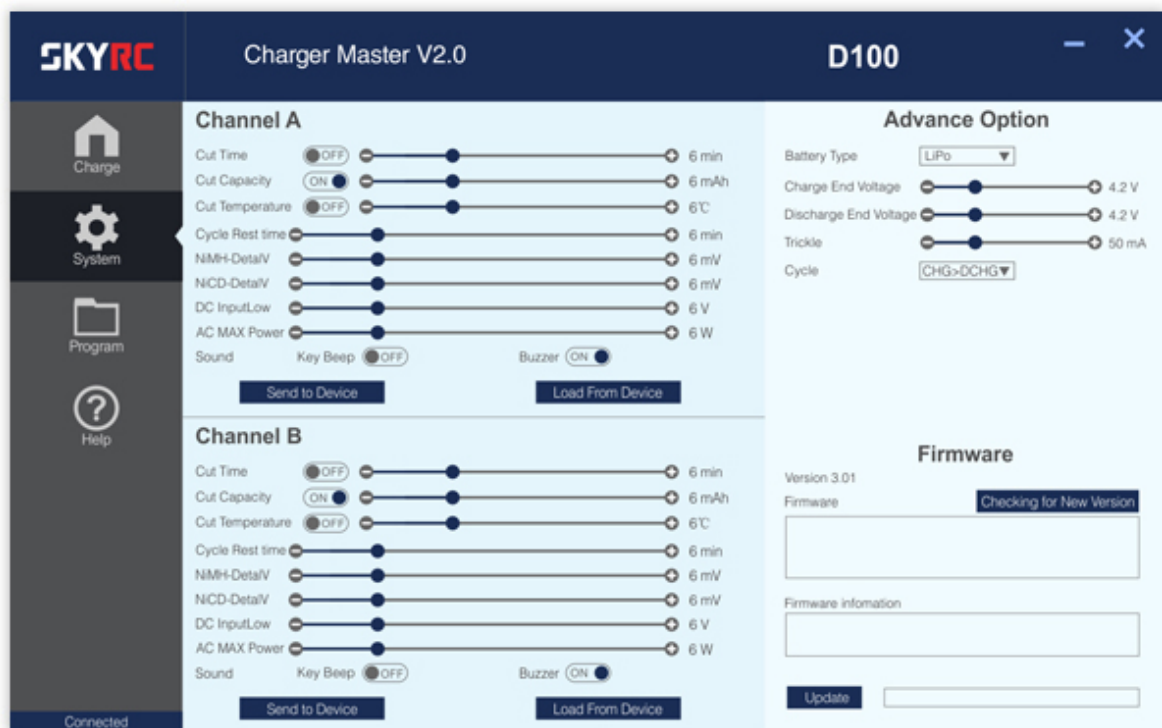 SKYRC
Charger Master V2.0
D100
Charge
System
Program
Help
Connected
Channel A
Cut Time OFF 6 min
Cut Capacity ON 6 mAh
Cut Temperature OFF 6℃
Cycle Rest time 6 min
NiMH-DetalV 6 mV
NiCD-DetalV 6 mV
DC InputLow 6 V
AC MAX Power 6 W
Sound Key Beep OFF Buzzer ON
Send to Device Load From Device
Channel B
Cut Time OFF 6 min
Cut Capacity ON 6 mAh
Cut Temperature OFF 6℃
Cycle Rest time 6 min
NiMH-DetalV 6 mV
NiCD-DetalV 6 mV
DC InputLow 6 V
AC MAX Power 6 W
Sound Key Beep OFF Buzzer ON
Send to Device Load From Device
Advance Option
Battery Type LiPo
Charge End Voltage 4.2 V
Discharge End Voltage 4.2 V
Trickle 50 mA
Cycle CHG>DCHG
Firmware
Version 3.01
Firmware Checking for New Version
Firmware infomation
Update